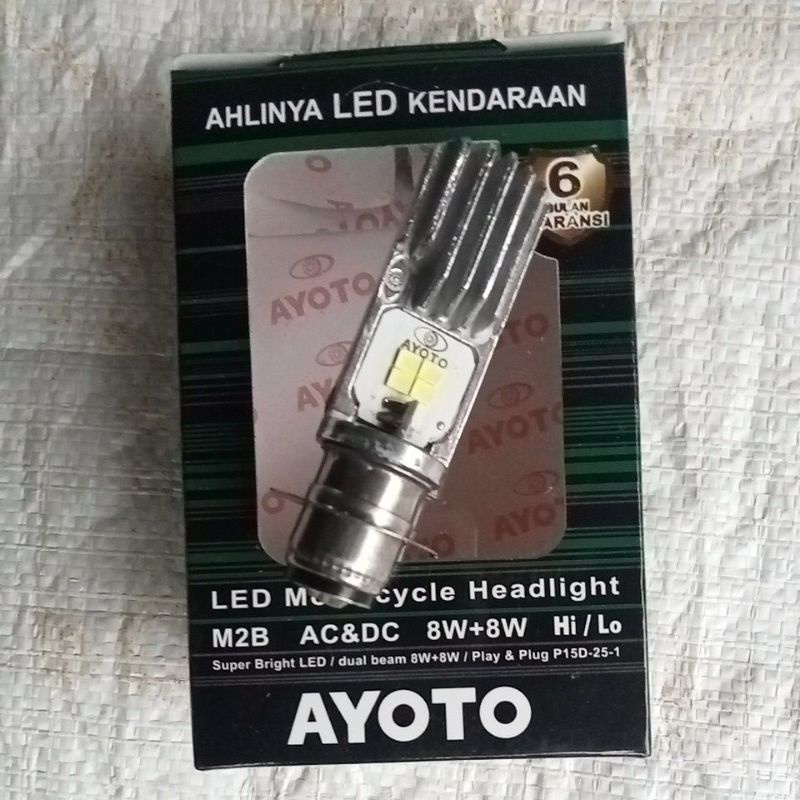 AHLINYA LED KENDARAAN
6
BULAN
GARANSI
AYOTO
AYOTO
AYOTO
AYOTO
AYOTO
LED Motorcycle Headlight
M2B AC&DC 8W+8W Hi / Lo
Super Bright LED / dual beam 8W+8W / Play & Plug P15D-25-1
AYOTO